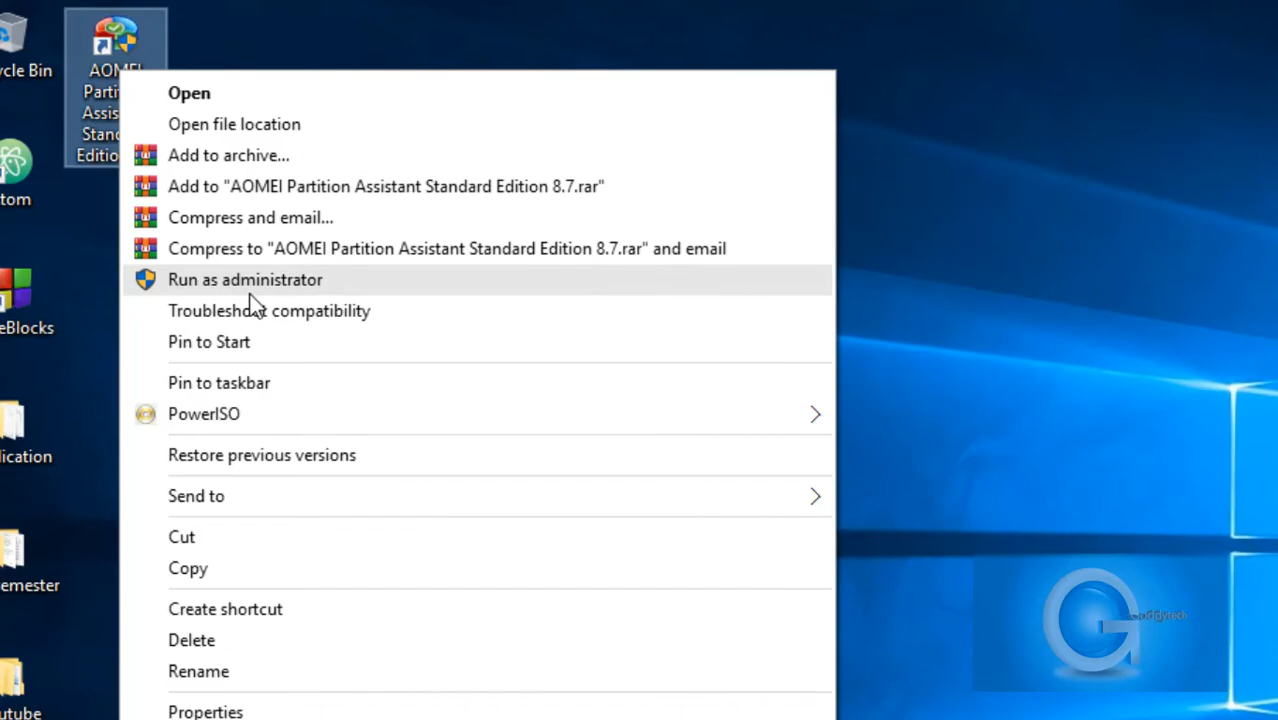 cycle Bin
AOMEI
Parti
Assis
Stan
Editio
tom
eBlocks
lication
emester
utube
Open
Open file location
Add to archive...
Add to "AOMEI Partition Assistant Standard Edition 8.7.rar"
Compress and email...
Compress to "AOMEI Partition Assistant Standard Edition 8.7.rar" and email
Run as administrator
Troubleshoot compatibility
Pin to Start
Pin to taskbar
PowerISO
Restore previous versions
Send to
Cut
Copy
Create shortcut
Delete
Rename
Properties